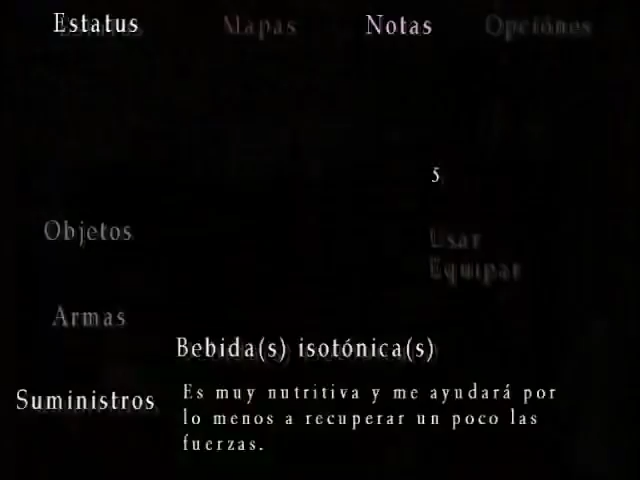 Estatus Mapas Notas Opciónes
5
Objetos
Usar
Equipar
Armas
Bebida(s) isotónica(s)
Suministros
Es muy nutritiva y me ayudará por
lo menos a recuperar un poco las
fuerzas.